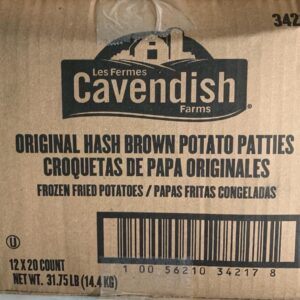 342
Les Fermes
Cavendish®
Farms
ORIGINAL HASH BROWN POTATO PATTIES
CROQUETAS DE PAPA ORIGINALES
FROZEN FRIED POTATOES / PAPAS FRITAS CONGELADAS
U
12 X 20 COUNT
NET WT. 31.75 LB (14.4 KG)
1 00 56210 34217 8